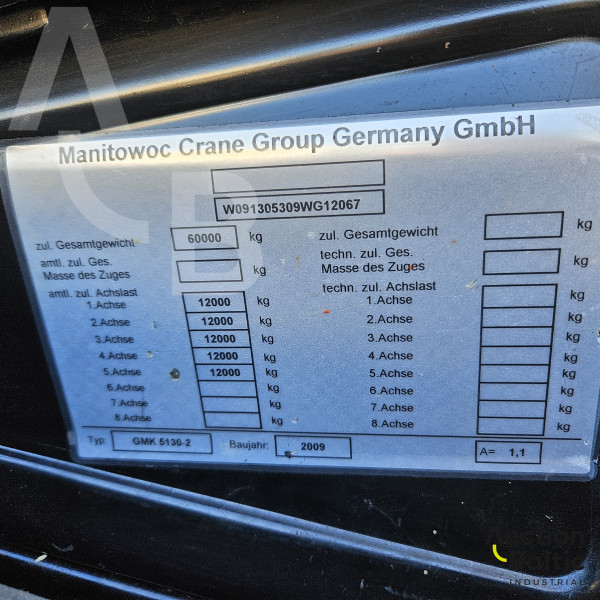 Manitowoc Crane Group Germany GmbH
W091305309WG12067
zul. Gesamtgewicht 60000 kg zul. Gesamtgewicht kg
amtl. zul. Ges. Masse des Zuges kg techn. zul. Ges. Masse des Zuges kg
amtl. zul. Achslast techn. zul. Achslast
1.Achse 12000 kg 1.Achse kg
2.Achse 12000 kg 2.Achse kg
3.Achse 12000 kg 3.Achse kg
4.Achse 12000 kg 4.Achse kg
5.Achse 12000 kg 5.Achse kg
6.Achse kg 6.Achse kg
7.Achse kg 7.Achse kg
8.Achse kg 8.Achse kg
Typ: GMK 5130-2 Baujahr: 2009 A= 1,1
AB
Auction
Baltic
INDUSTRIAL